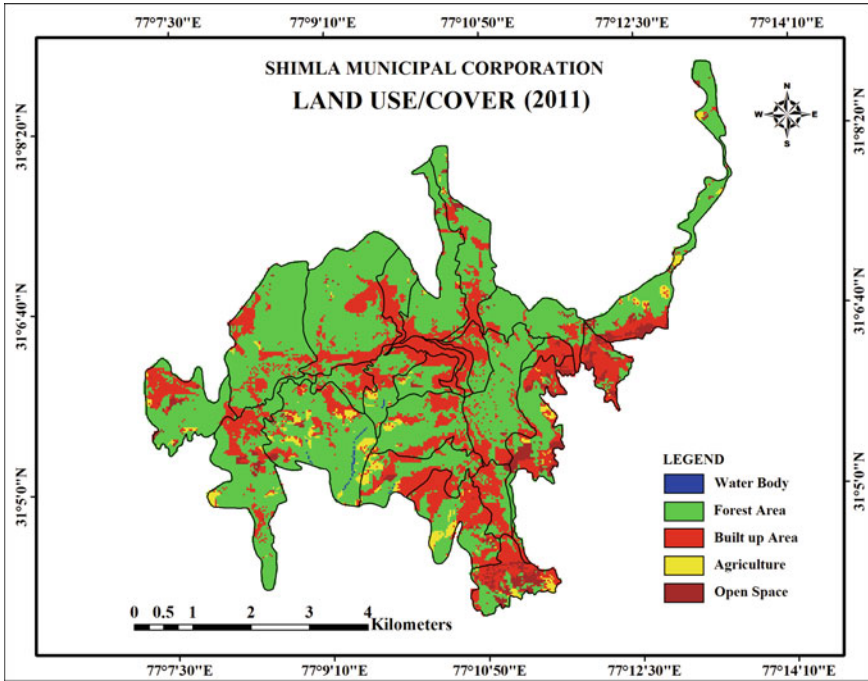 77°7'30"E 77°9'10"E 77°10'50"E 77°12'30"E 77°14'10"E
SHIMLA MUNICIPAL CORPORATION
LAND USE/COVER (2011)
N
W E
S
31°8'20"N 31°8'20"N
31°6'40"N 31°6'40"N
31°5'0"N 31°5'0"N
LEGEND
Water Body
Forest Area
Built up Area
Agriculture
Open Space
0 0.5 1 2 3 4
Kilometers
77°7'30"E 77°9'10"E 77°10'50"E 77°12'30"E 77°14'10"E